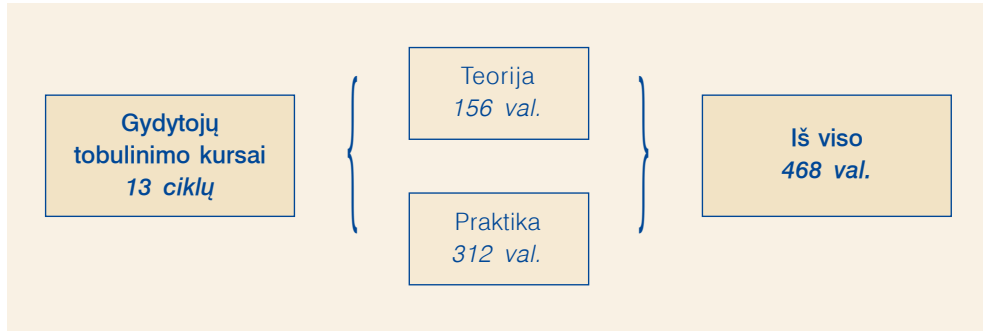 Gydytojų
tobulinimo kursai
13 ciklų
Teorija
156 val.
Praktika
312 val.
Iš viso
468 val.